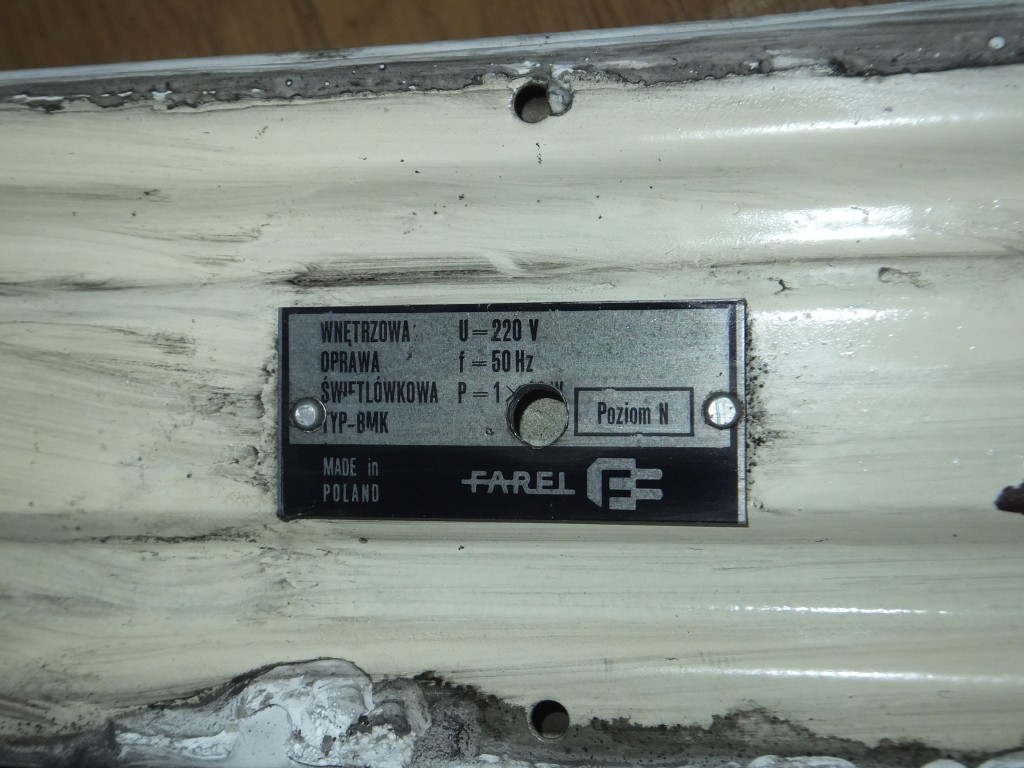 WNĘTRZOWA U=220 V
OPRAWA f=50 Hz
ŚWIETLÓWKOWA P=1× W
TYP-BMK
Poziom N
MADE in
POLAND
FAREL